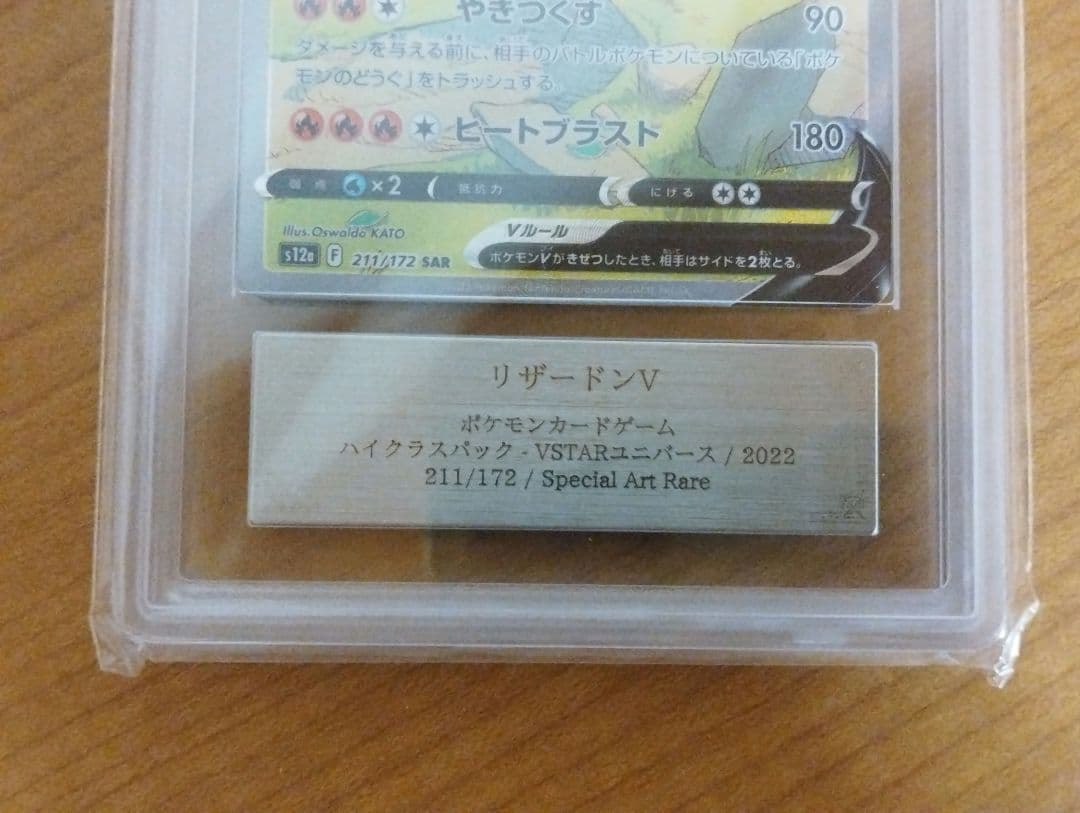 やきつくす 90
ダメージを与える前に、相手のバトルポケモンについている「ポケ
モンのどうぐ」をトラッシュする。
ヒートブラスト 180
弱点 ×2 抵抗力 にげる
Illus. Oswaldo KATO
Vルール
s12a F 211/172 SAR
ポケモンVがきぜつしたとき、相手はサイドを2枚とる。
リザードンV
ポケモンカードゲーム
ハイクラスパック - VSTARユニバース / 2022
211/172 / Special Art Rare